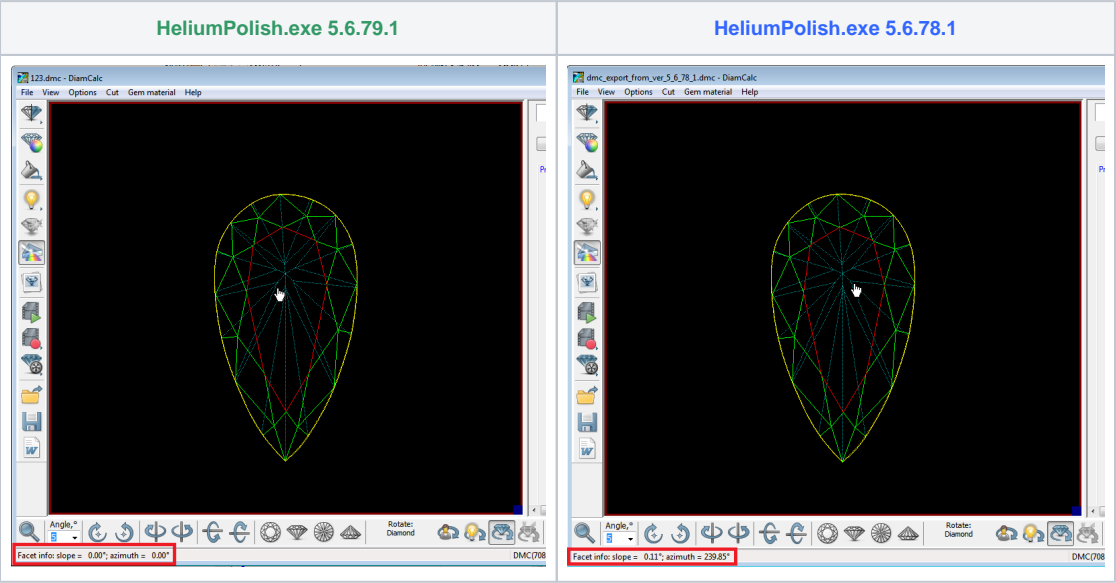 HeliumPolish.exe 5.6.79.1
HeliumPolish.exe 5.6.78.1
123.dmc - DiamCalc
File View Options Cut Gem material Help
Angle,°
5
Rotate:
Diamond
Facet info: slope = 0.00°; azimuth = 0.00°
DMC(708
dmc_export_from_ver_5_6_78_1.dmc - DiamCalc
File View Options Cut Gem material Help
Angle,°
5
Rotate:
Diamond
Facet info: slope = 0.11°; azimuth = 239.85°
DMC(708